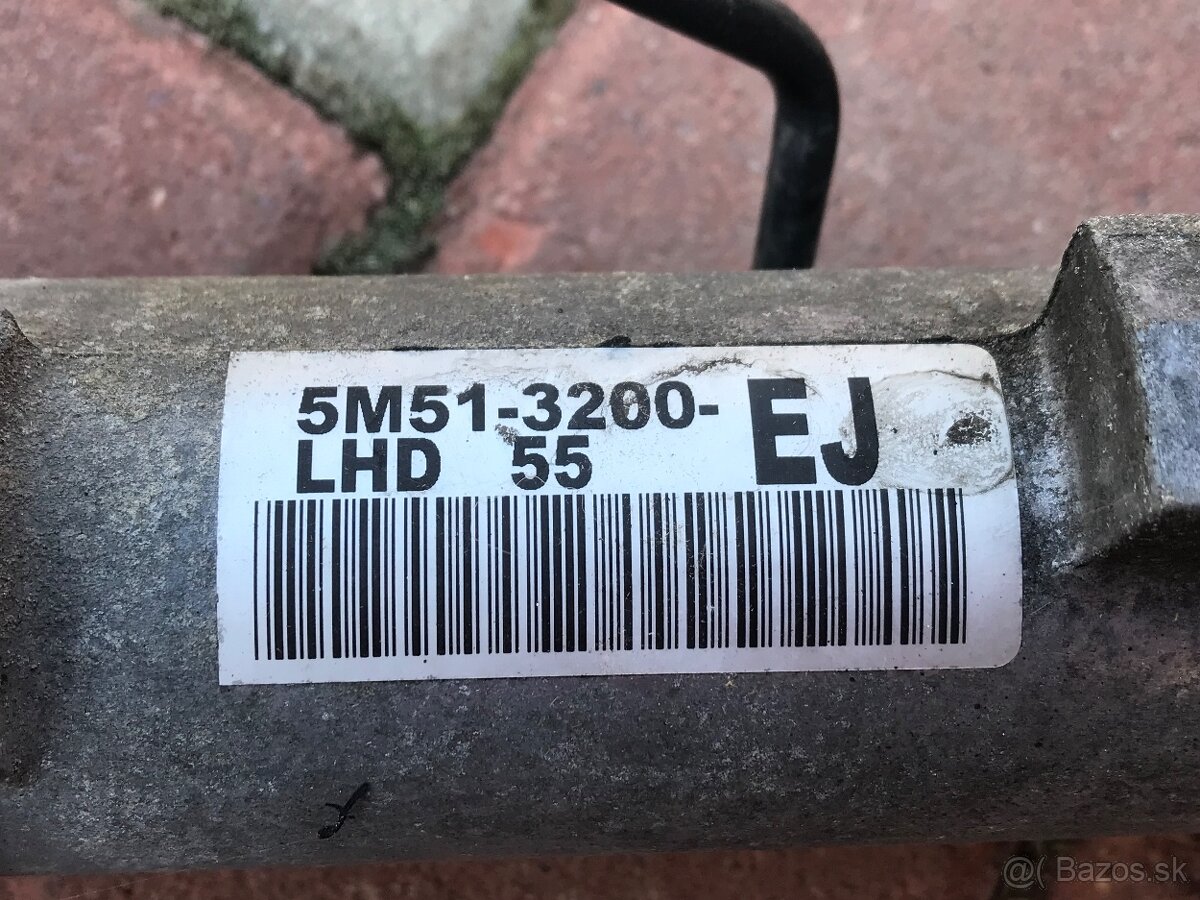 5M51-3200- EJ
LHD 55
@( Bazos.sk